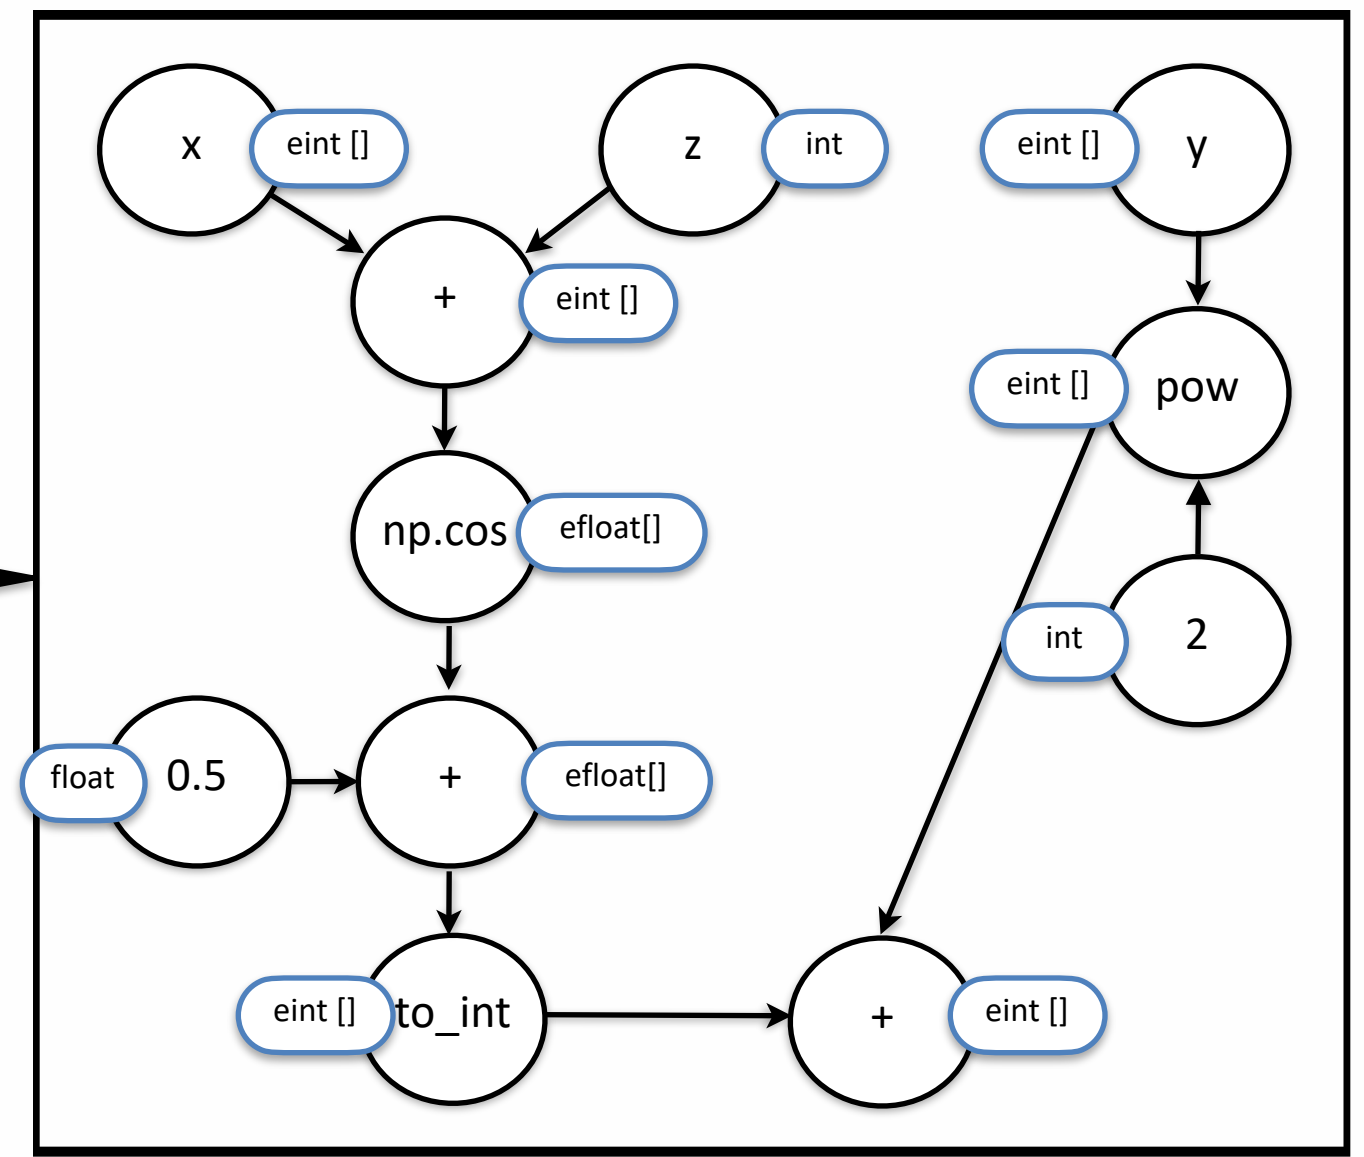 x
eint []
z
int
eint []
y
+
eint []
eint []
pow
np.cos
efloat[]
int
2
float
0.5
+
efloat[]
eint []
to_int
+
eint []